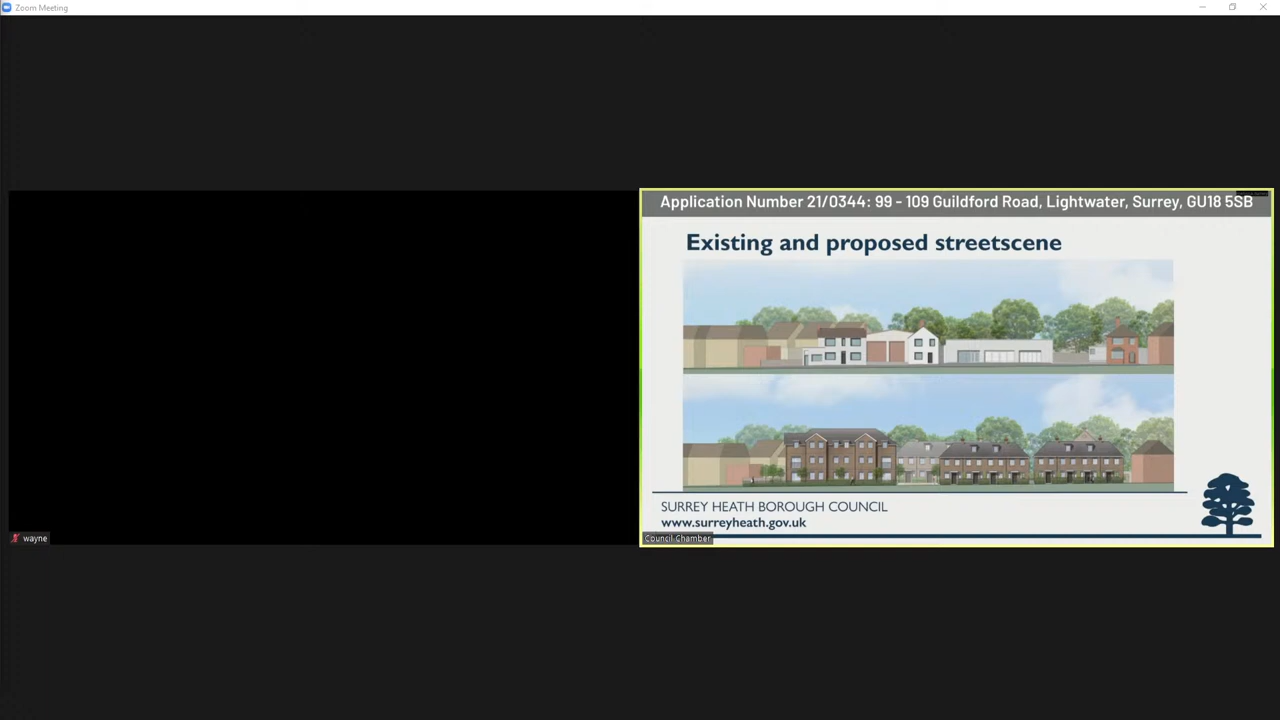 Zoom Meeting
Application Number 21/0344: 99 - 109 Guildford Road, Lightwater, Surrey, GU18 5SB
Existing and proposed streetscene
SURREY HEATH BOROUGH COUNCIL
www.surreyheath.gov.uk
wayne
Council Chamber